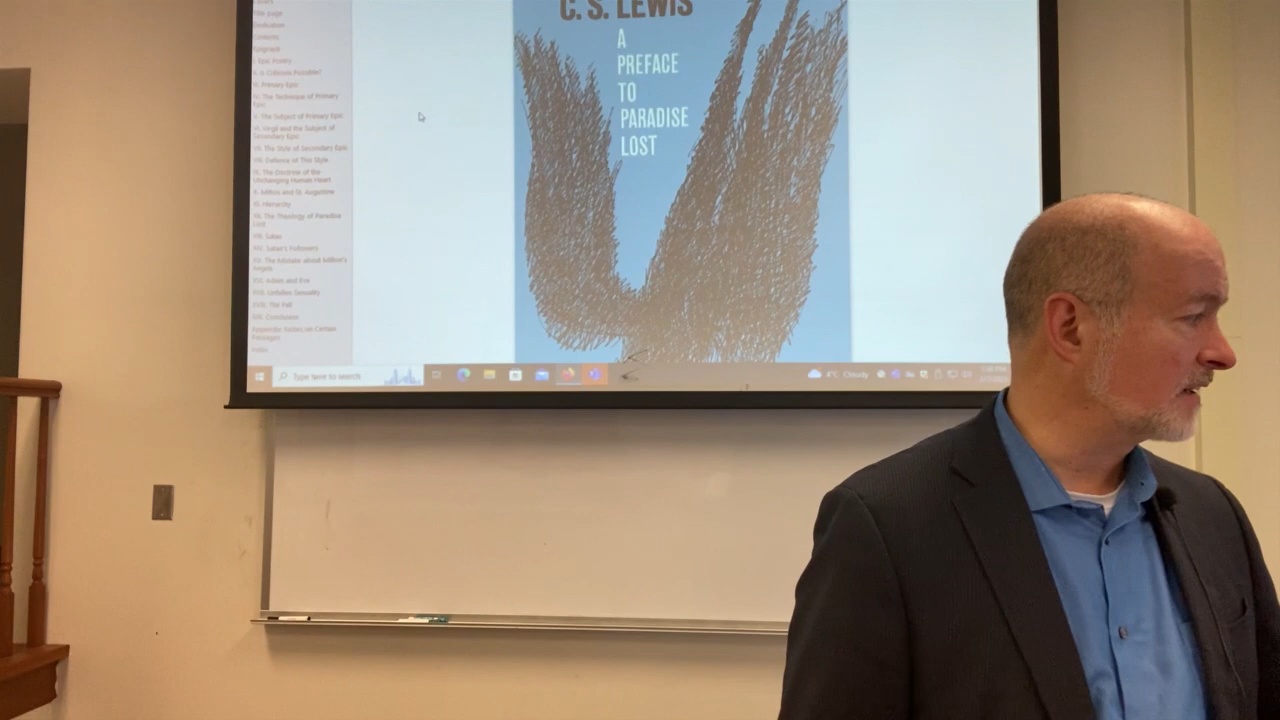 Covers
Title page
Dedication
Contents
Epigraph
I. Epic Poetry
II. Is Criticism Possible?
III. Primary Epic
IV. The Technique of Primary
Epic
V. The Subject of Primary Epic
VI. Virgil and the Subject of
Secondary Epic
VII. The Style of Secondary Epic
VIII. Defence of This Style
IX. The Doctrine of the
Unchanging Human Heart
X. Milton and St. Augustine
XI. Hierarchy
XII. The Theology of Paradise
Lost
XIII. Satan
XIV. Satan's Followers
XV. The Mistake about Milton's
Angels
XVI. Adam and Eve
XVII. Unfallen Sexuality
XVIII. The Fall
XIX. Conclusion
Appendix: Notes on Certain
Passages
Index
C. S. LEWIS
A
PREFACE
TO
PARADISE
LOST
Type here to search
4°C Cloudy